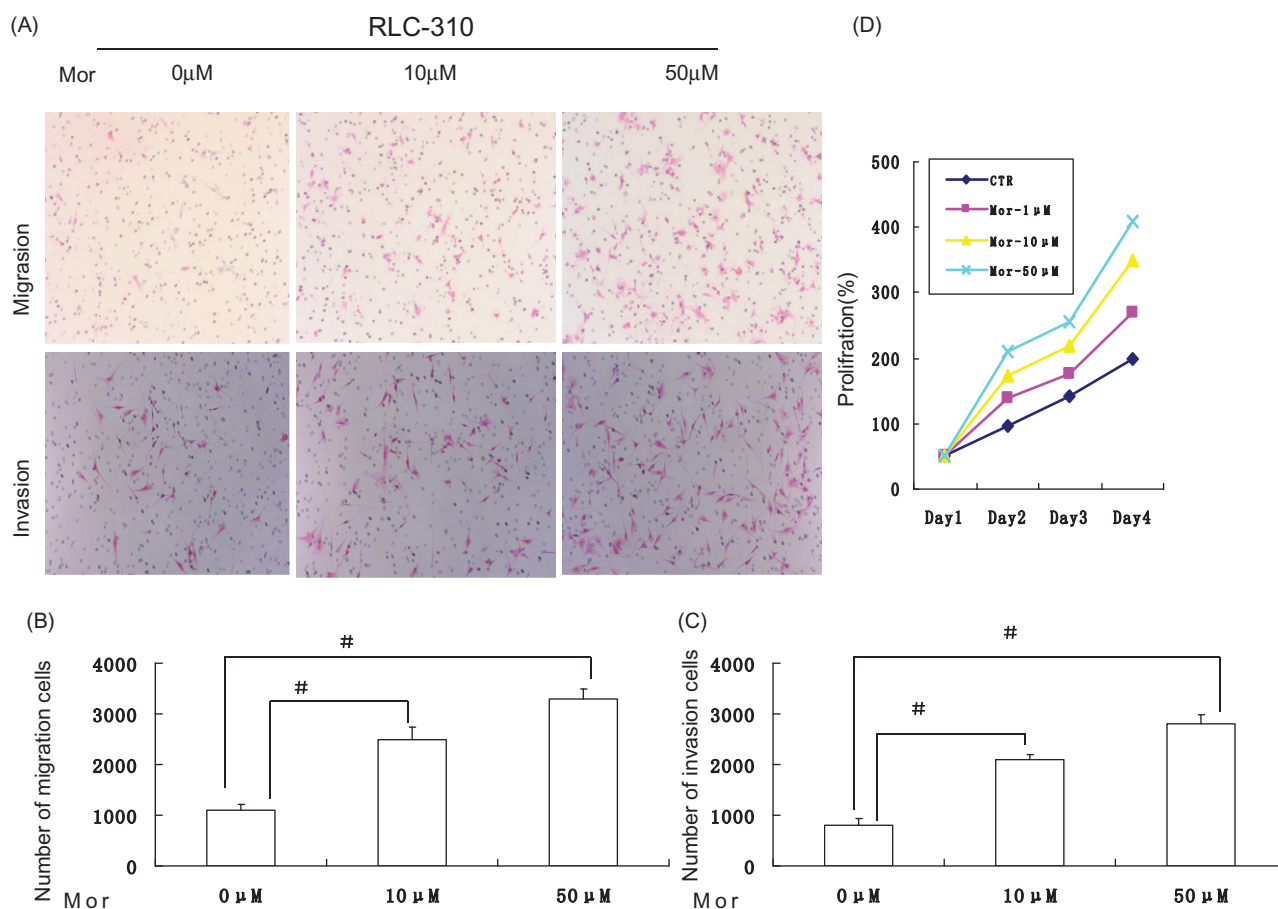 (A)
RLC-310
Mor 0μM 10μM 50μM
Migrasion
Invasion
(D)
500
400
300
200
100
0
Prolifration(%)
CTR
Mor-1μM
Mor-10μM
Mor-50μM
Day1 Day2 Day3 Day4
(B)
Number of migration cells
4000
3000
2000
1000
0
#
#
Mor 0μM 10μM 50μM
(C)
Number of invasion cells
4000
3000
2000
1000
0
#
#
Mor 0μM 10μM 50μM